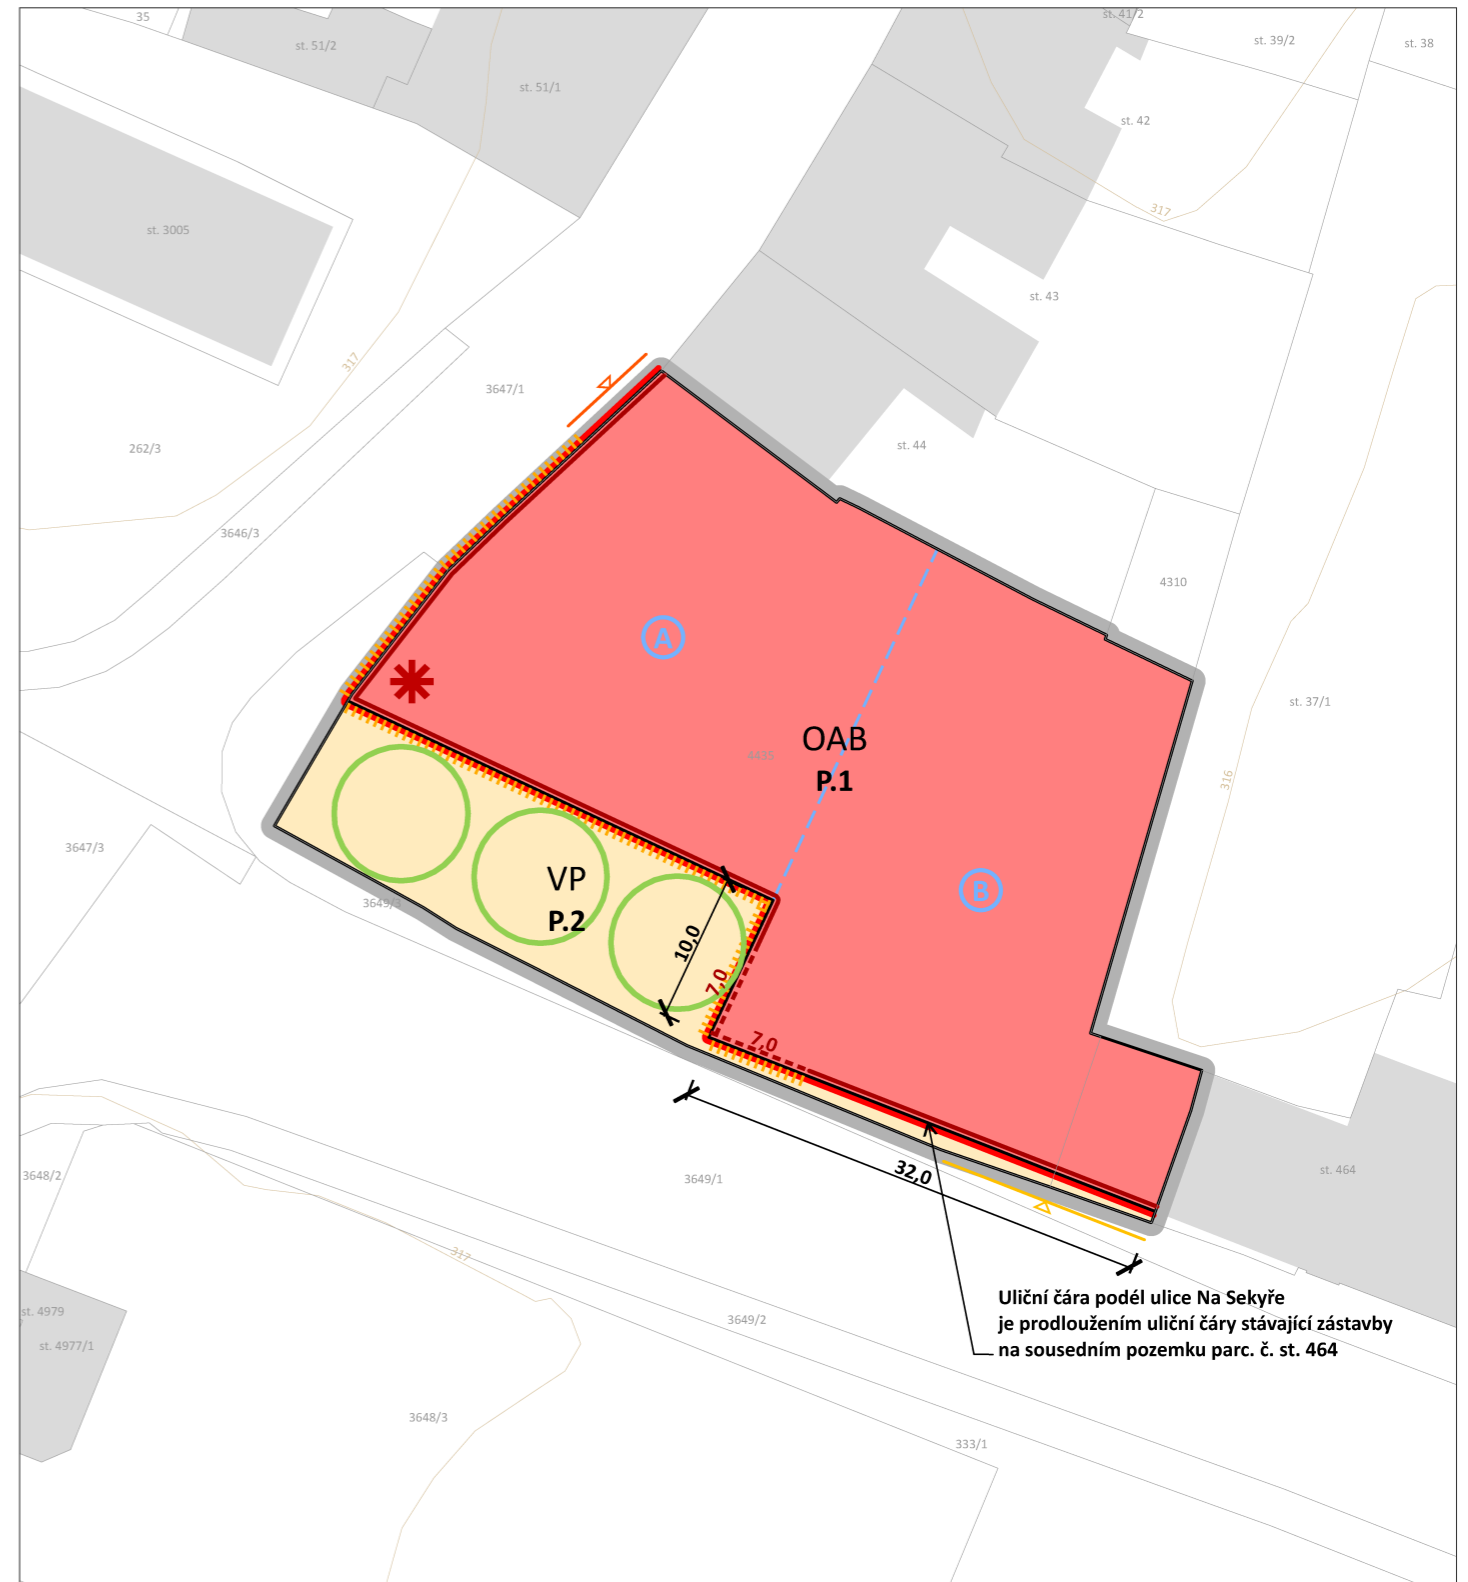 35
st. 51/2
st. 51/1
st. 41/2
st. 39/2
st. 38
st. 42
317
st. 3005
st. 43
317
3647/1
262/3
st. 44
3646/3
4310
A
st. 37/1
OAB
4435
P.1
316
B
3647/3
VP
3649/3
P.2
10,0
7,0
7,0
3648/2
3649/1
32,0
st. 464
317
Uliční čára podél ulice Na Sekyře
je prodloužením uliční čáry stávající zástavby
na sousedním pozemku parc. č. st. 464
st. 4979
3649/2
st. 4977/1
3648/3
333/1